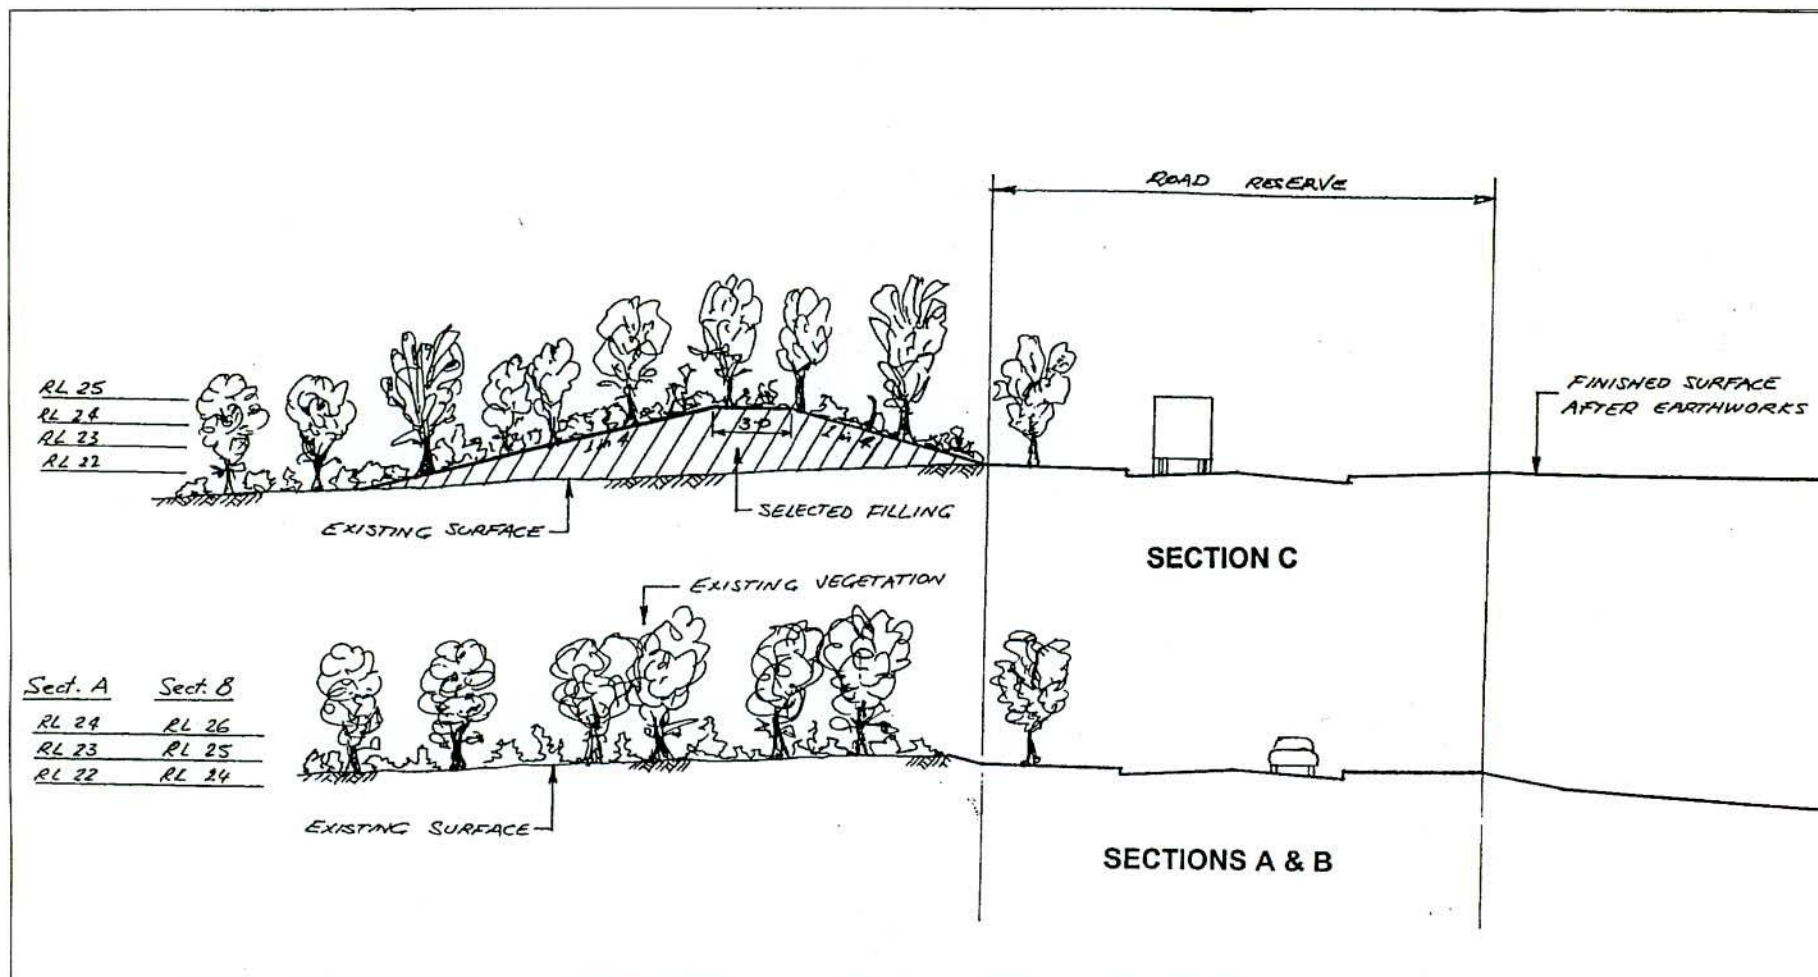 ROAD RESERVE
RL 25
RL 24
RL 23
RL 22
FINISHED SURFACE
AFTER EARTHWORKS
1 in 4
3·0
1 in 4
SELECTED FILLING
EXISTING SURFACE
SECTION C
EXISTING VEGETATION
Sect. A Sect. B
RL 24 RL 26
RL 23 RL 25
RL 22 RL 24
EXISTING SURFACE
SECTIONS A & B